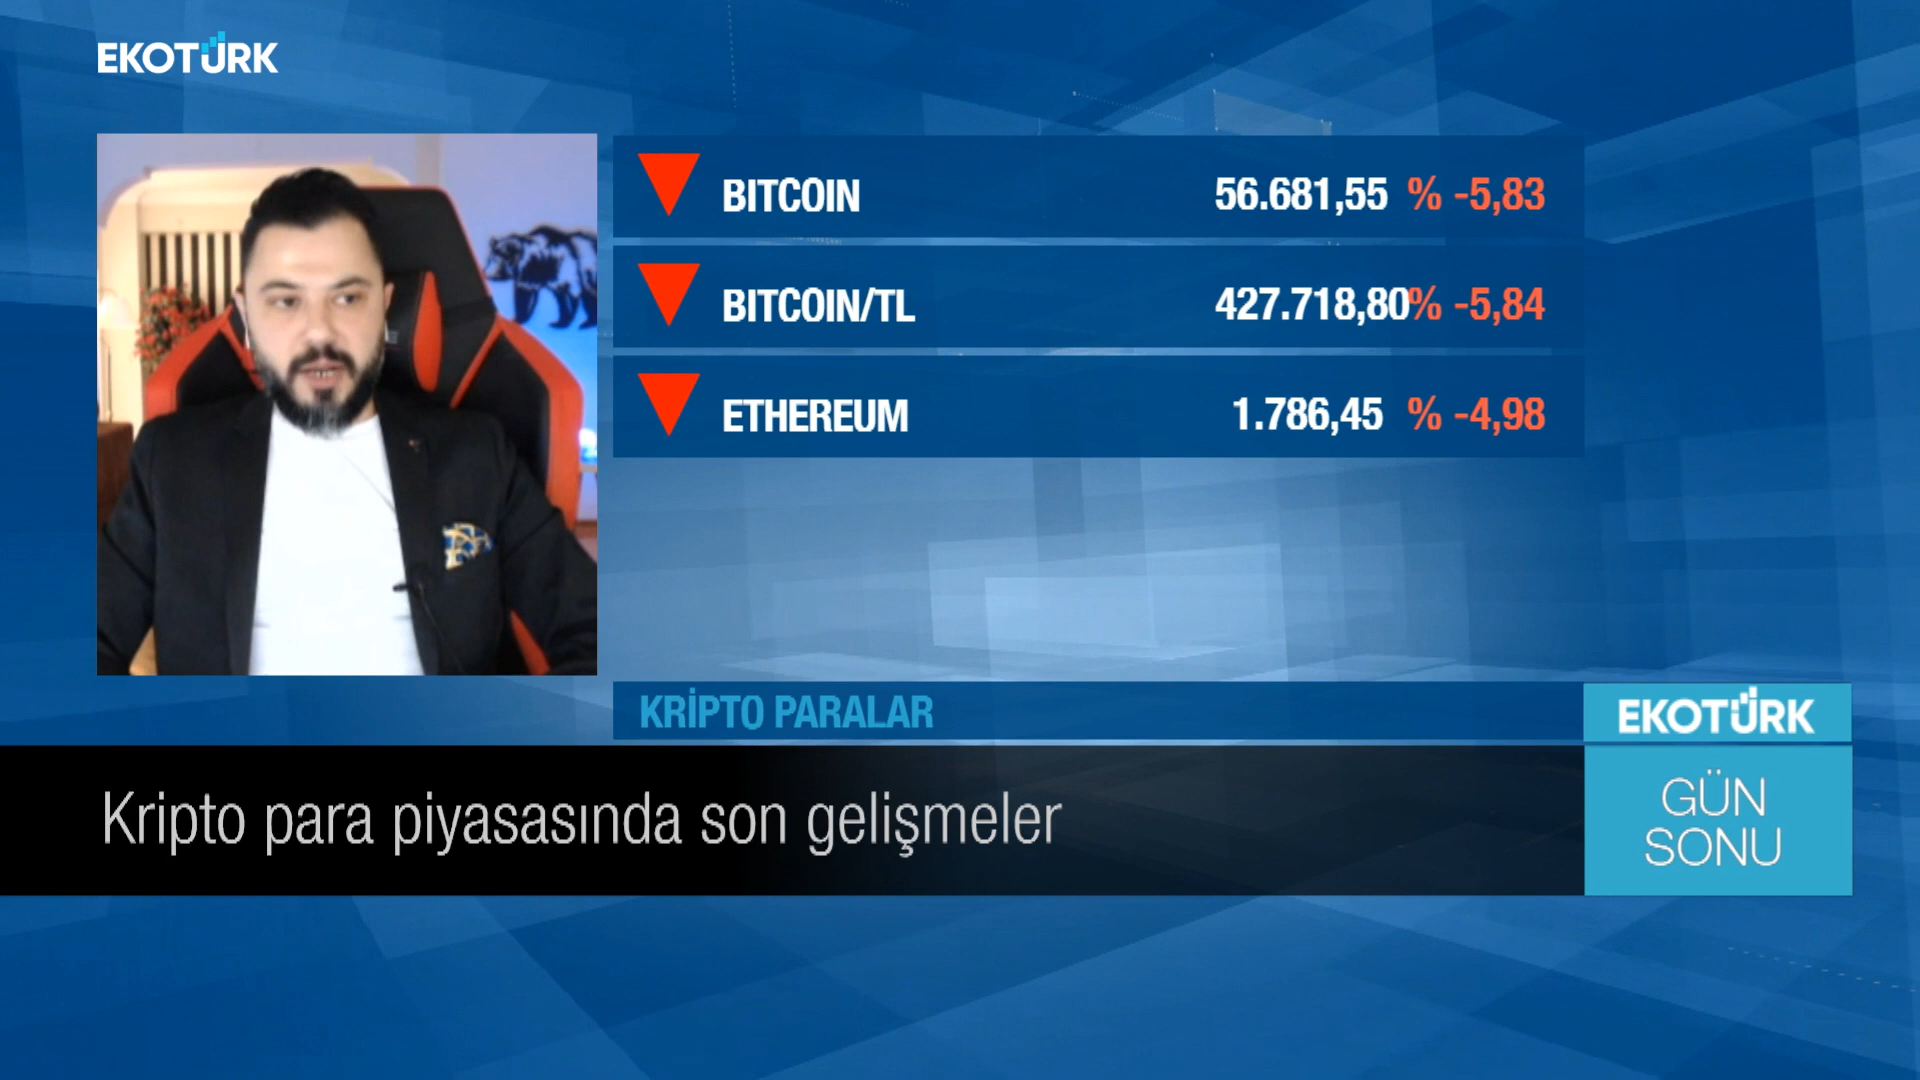 EKOTÜRK
BITCOIN 56.681,55 % -5,83
BITCOIN/TL 427.718,80% -5,84
ETHEREUM 1.786,45 % -4,98
KRİPTO PARALAR
EKOTÜRK
Kripto para piyasasında son gelişmeler
GÜN
SONU